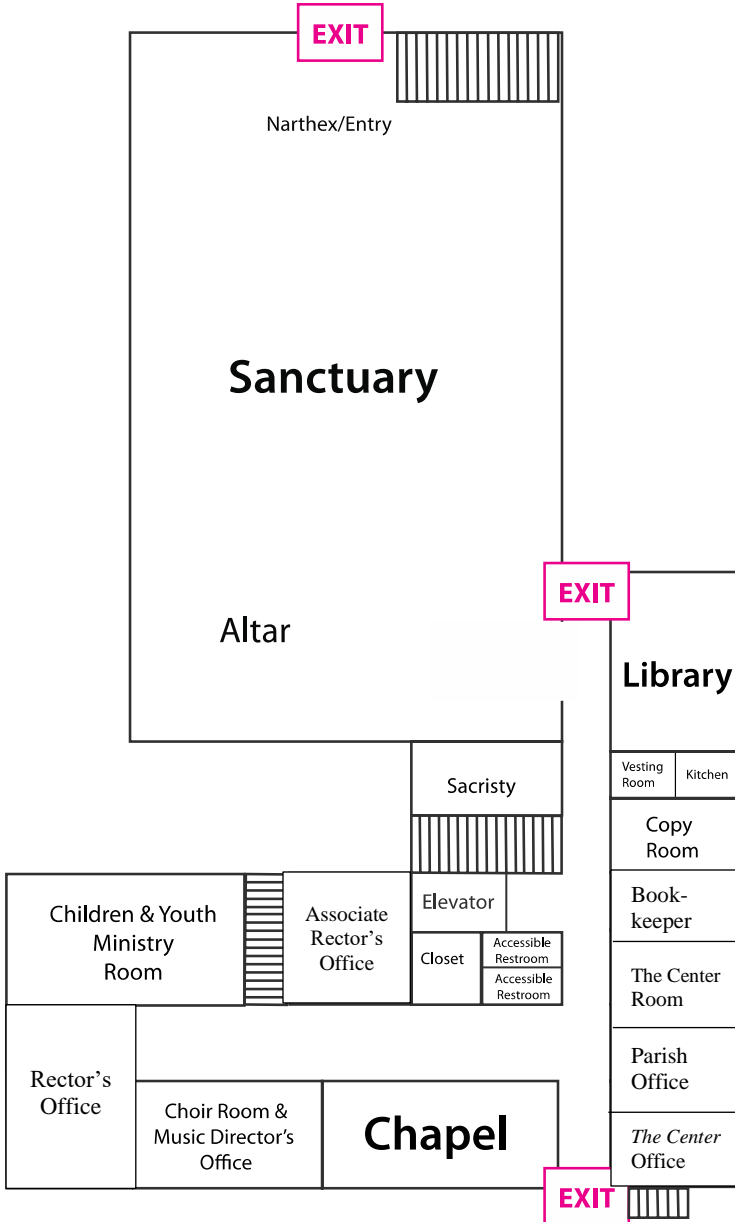 EXIT
Narthex/Entry
Sanctuary
EXIT
Altar
Library
Vesting
Room
Kitchen
Sacristy
Copy
Room
Children & Youth
Ministry
Room
Associate
Rector's
Office
Elevator
Closet
Accessible
Restroom
Accessible
Restroom
Book-
keeper
The Center
Room
Rector's
Office
Choir Room &
Music Director's
Office
Chapel
Parish
Office
The Center
Office
EXIT